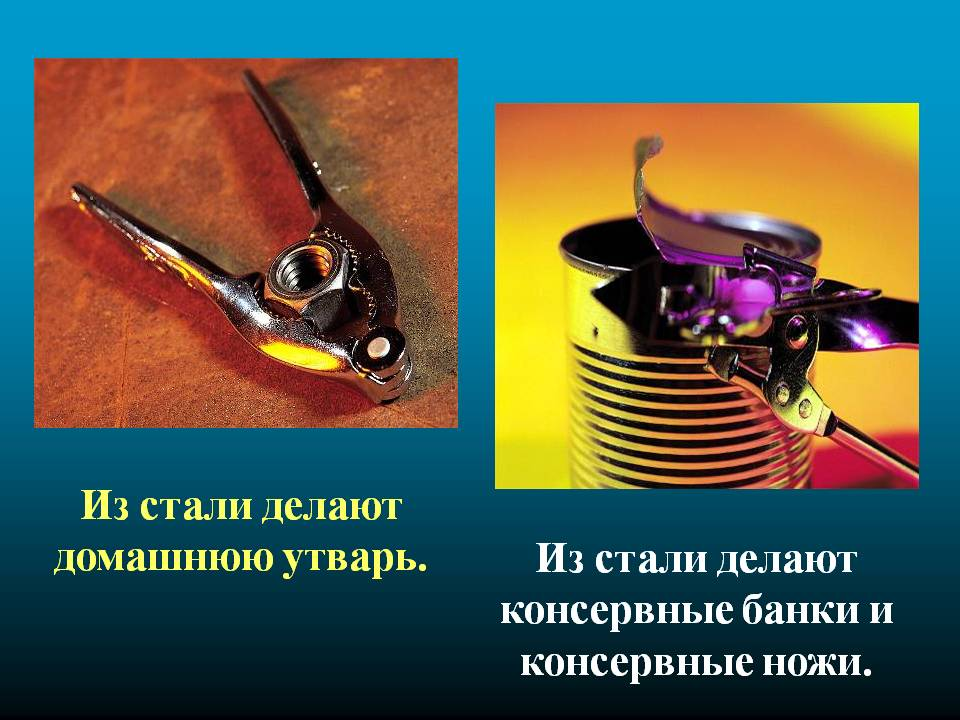 Из стали делают
домашнюю утварь.
Из стали делают
консервные банки и
консервные ножи.